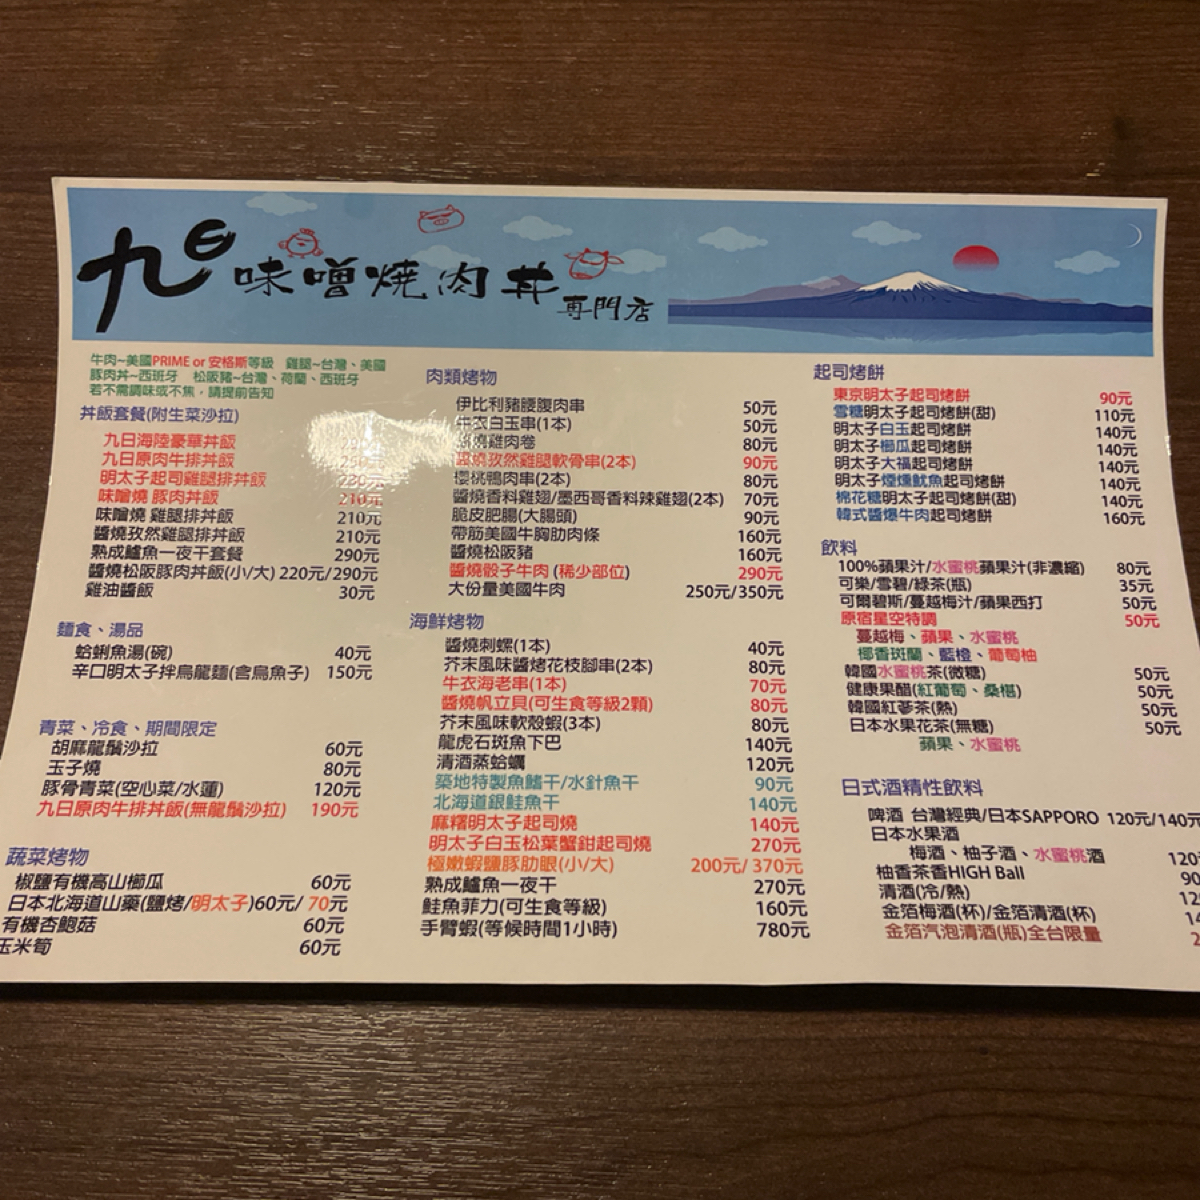 九日 味噌燒肉丼 專門店
牛肉~美國PRIME or 安格斯等級 雞腿~台灣、美國
豚肉丼~西班牙 松阪豬~台灣、荷蘭、西班牙
若不需調味或不焦，請提前告知
丼飯套餐(附生菜沙拉)
九日海陸豪華丼飯
九日原肉牛排丼飯
明太子起司雞腿排丼飯
味噌燒 豚肉丼飯 210元
味噌燒 雞腿排丼飯 210元
醬燒孜然雞腿排丼飯 210元
熟成鱸魚一夜干套餐 290元
醬燒松阪豚肉丼飯(小/大) 220元/290元
雞油醬飯 30元
麵食、湯品
蛤蜊魚湯(碗) 40元
辛口明太子拌烏龍麵(含烏魚子) 150元
青菜、冷食、期間限定
胡麻龍鬚沙拉 60元
玉子燒 80元
豚骨青菜(空心菜/水蓮) 120元
九日原肉牛排丼飯(無龍鬚沙拉) 190元
蔬菜烤物
椒鹽有機高山櫛瓜 60元
日本北海道山藥(鹽烤/明太子)60元/ 70元
有機杏鮑菇 60元
玉米筍 60元
肉類烤物
伊比利豬腰腹肉串 50元
牛衣白玉串(1本) 50元
燒雞肉卷 80元
醬燒孜然雞腿軟骨串(2本) 90元
櫻桃鴨肉串(2本) 80元
醬燒香料雞翅/墨西哥香料辣雞翅(2本) 70元
脆皮肥腸(大腸頭) 90元
帶筋美國牛胸肋肉條 160元
醬燒松阪豬 160元
醬燒骰子牛肉 (稀少部位) 290元
大份量美國牛肉 250元/350元
海鮮烤物
醬燒刺螺(1本) 40元
芥末風味醬烤花枝腳串(2本) 80元
牛衣海老串(1本) 70元
醬燒帆立貝(可生食等級2顆) 80元
芥末風味軟殼蝦(3本) 80元
龍虎石斑魚下巴 140元
清酒蒸蛤蠣 120元
築地特製魚鰭干/水針魚干 90元
北海道銀鮭魚干 140元
麻糬明太子起司燒 140元
明太子白玉松葉蟹鉗起司燒 270元
極嫩蝦鹽豚肋眼(小/大) 200元/ 370元
熟成鱸魚一夜干 270元
鮭魚菲力(可生食等級) 160元
手臂蝦(等候時間1小時) 780元
起司烤餅
東京明太子起司烤餅 90元
雪糖明太子起司烤餅(甜) 110元
明太子白玉起司烤餅 140元
明太子櫛瓜起司烤餅 140元
明太子大福起司烤餅 140元
明太子煙燻魷魚起司烤餅 140元
棉花糖明太子起司烤餅(甜) 140元
韓式醬爆牛肉起司烤餅 160元
飲料
100%蘋果汁/水蜜桃蘋果汁(非濃縮) 80元
可樂/雪碧/綠茶(瓶) 35元
可爾碧斯/蔓越梅汁/蘋果西打 50元
原宿星空特調 50元
蔓越梅、蘋果、水蜜桃
椰香斑蘭、藍橙、葡萄柚
韓國水蜜桃茶(微糖) 50元
健康果醋(紅葡萄、桑椹) 50元
韓國紅蔘茶(熱) 50元
日本水果花茶(無糖) 50元
蘋果、水蜜桃
日式酒精性飲料
啤酒 台灣經典/日本SAPPORO 120元/140元
日本水果酒
梅酒、柚子酒、水蜜桃酒 120
柚香茶香HIGH Ball 90
清酒(冷/熱)
金箔梅酒(杯)/金箔清酒(杯)
金箔汽泡清酒(瓶)全台限量